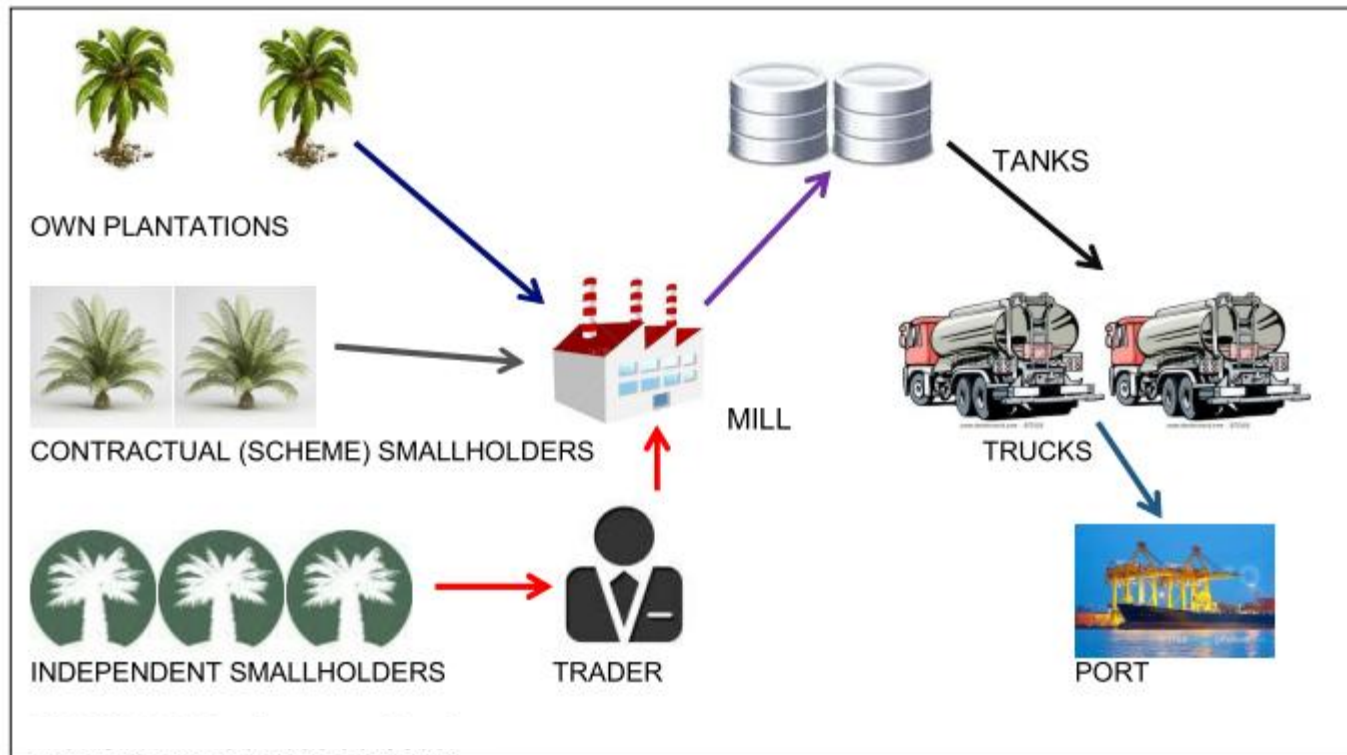 TANKS
OWN PLANTATIONS
MILL
CONTRACTUAL (SCHEME) SMALLHOLDERS
TRUCKS
INDEPENDENT SMALLHOLDERS
TRADER
PORT